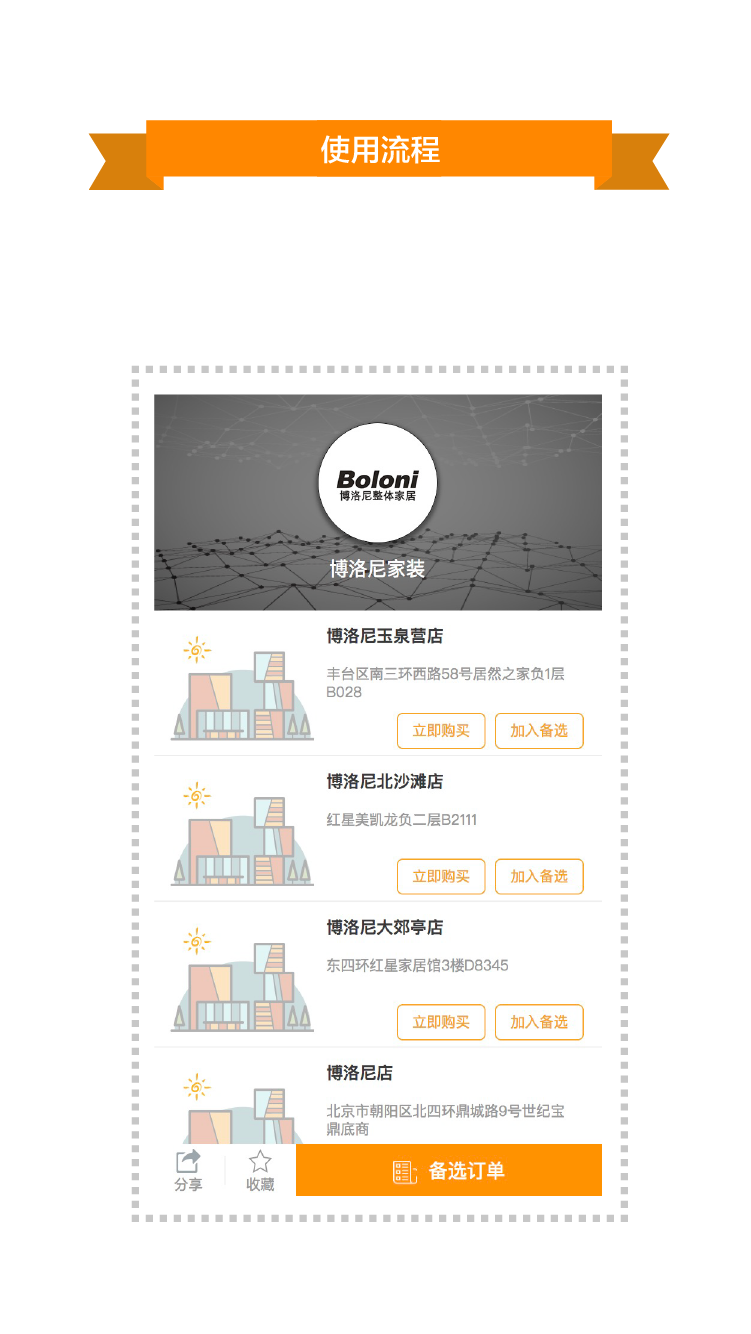 使用流程
Boloni
博洛尼整体家居
博洛尼家装
博洛尼玉泉营店
丰台区南三环西路58号居然之家负1层
B028
立即购买 加入备选
博洛尼北沙滩店
红星美凯龙负二层B2111
立即购买 加入备选
博洛尼大郊亭店
东四环红星家居馆3楼D8345
立即购买 加入备选
博洛尼店
北京市朝阳区北四环鼎城路9号世纪宝
鼎底商
分享 收藏 备选订单